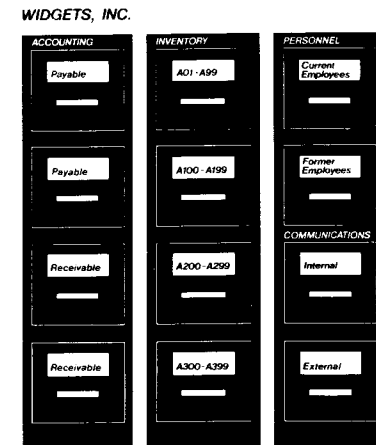 WIDGETS, INC.
ACCOUNTING
Payable
Payable
Receivable
Receivable
INVENTORY
A01-A99
A100-A199
A200-A299
A300-A399
PERSONNEL
Current
Employees
Former
Employees
COMMUNICATIONS
Internal
External